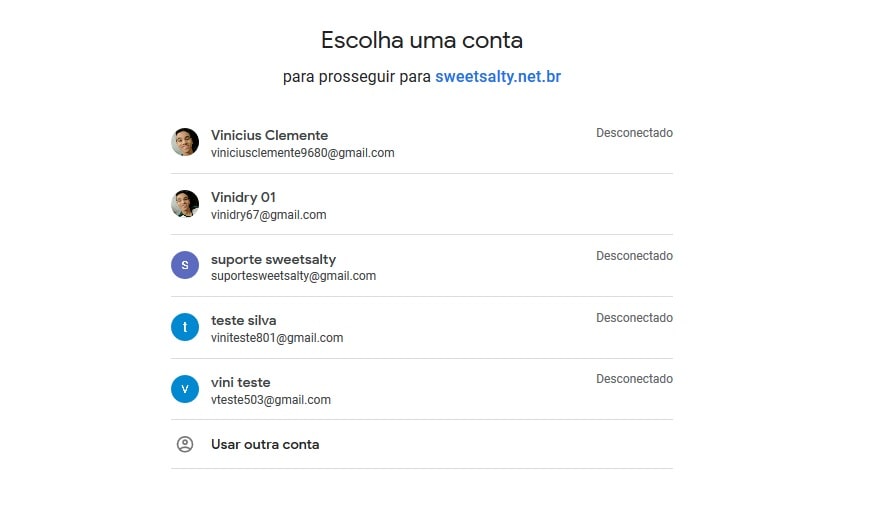 Escolha uma conta
para prosseguir para sweetsalty.net.br
Vinicius Clemente
Desconectado
viniciusclemente9680@gmail.com
Vinidry 01
vinidry67@gmail.com
s
suporte sweetsalty
Desconectado
suportesweetsalty@gmail.com
t
teste silva
Desconectado
viniteste801@gmail.com
v
vini teste
Desconectado
vteste503@gmail.com
Usar outra conta